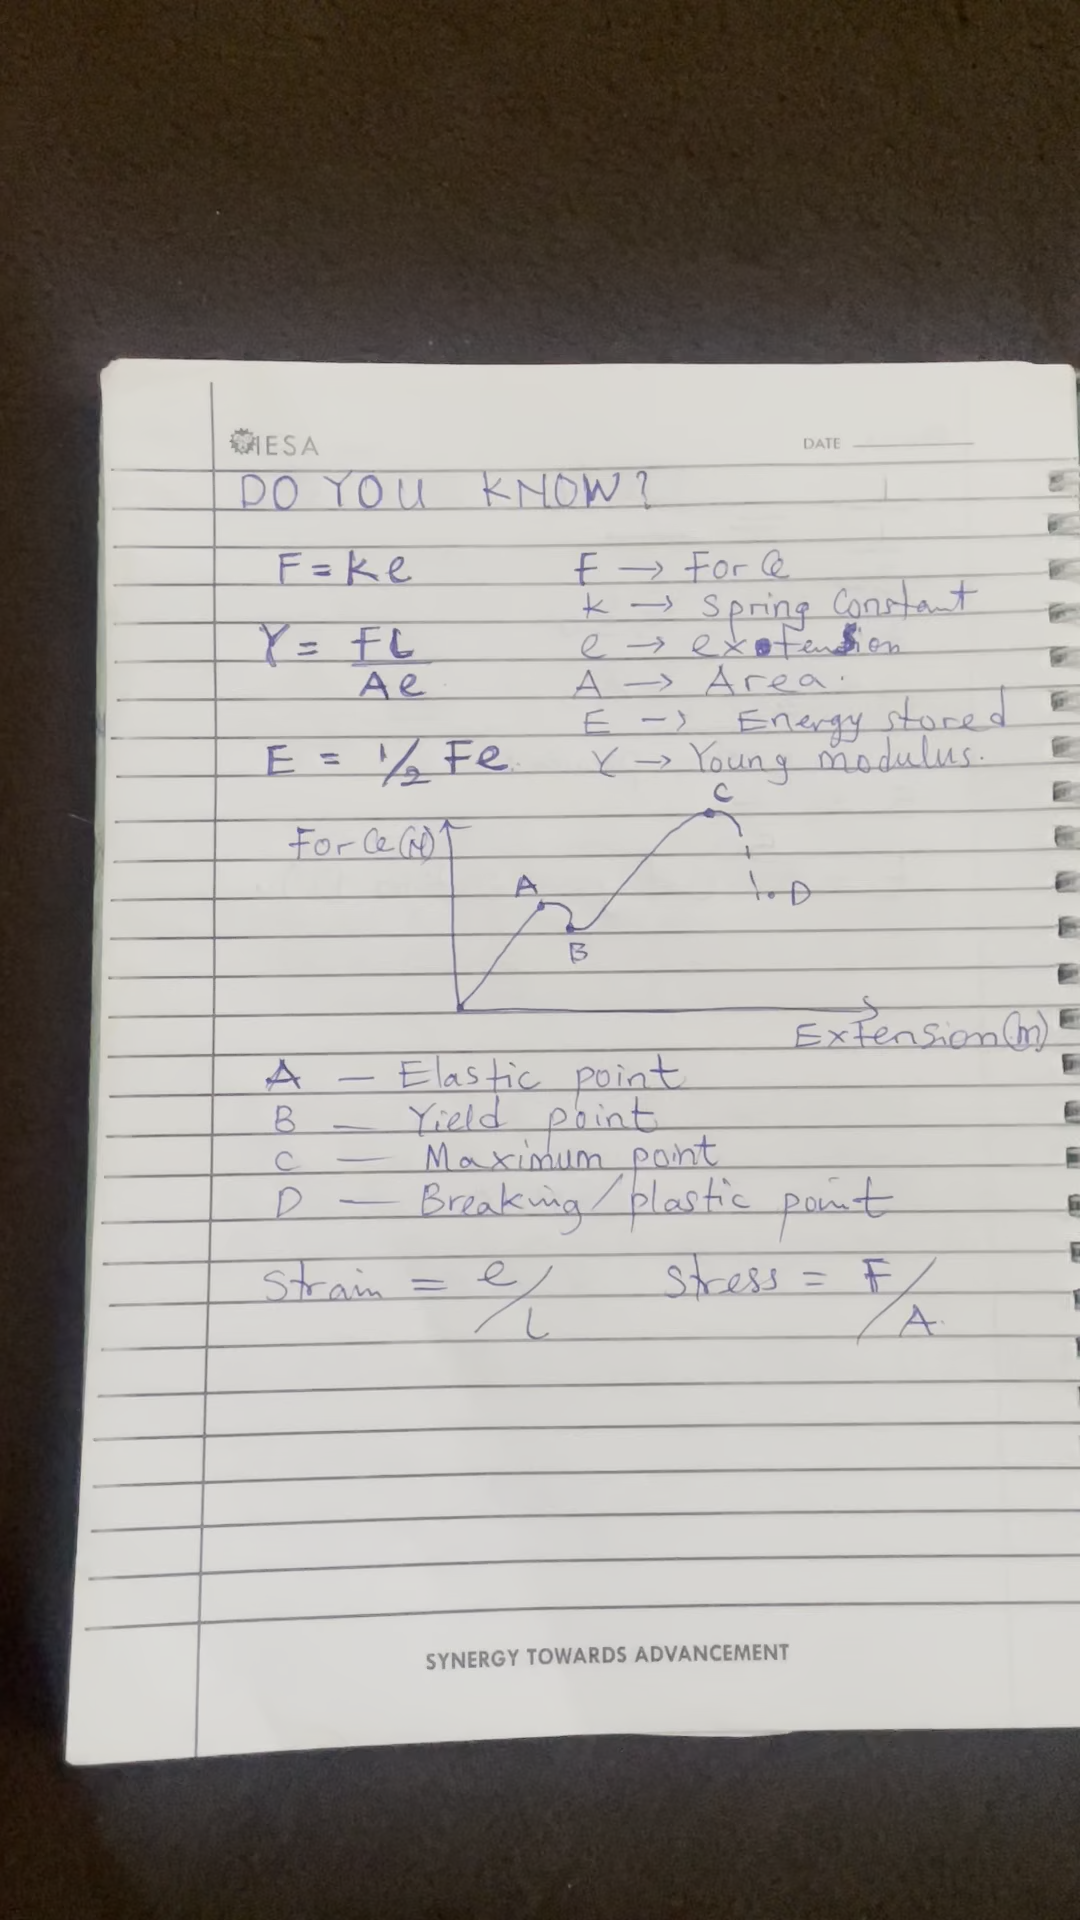 IESA DATE
DO YOU KNOW?
F = Ke F → Force
k → Spring Constant
Y = FL/Ae e → extension
A → Area.
E → Energy stored
E = 1/2 Fe. Y → Young modulus.
C
Force (N)
A
D
B
Extension (m)
A – Elastic point
B – Yield point
C – Maximum point
D – Breaking/plastic point
Strain = e/L Stress = F/A.
SYNERGY TOWARDS ADVANCEMENT